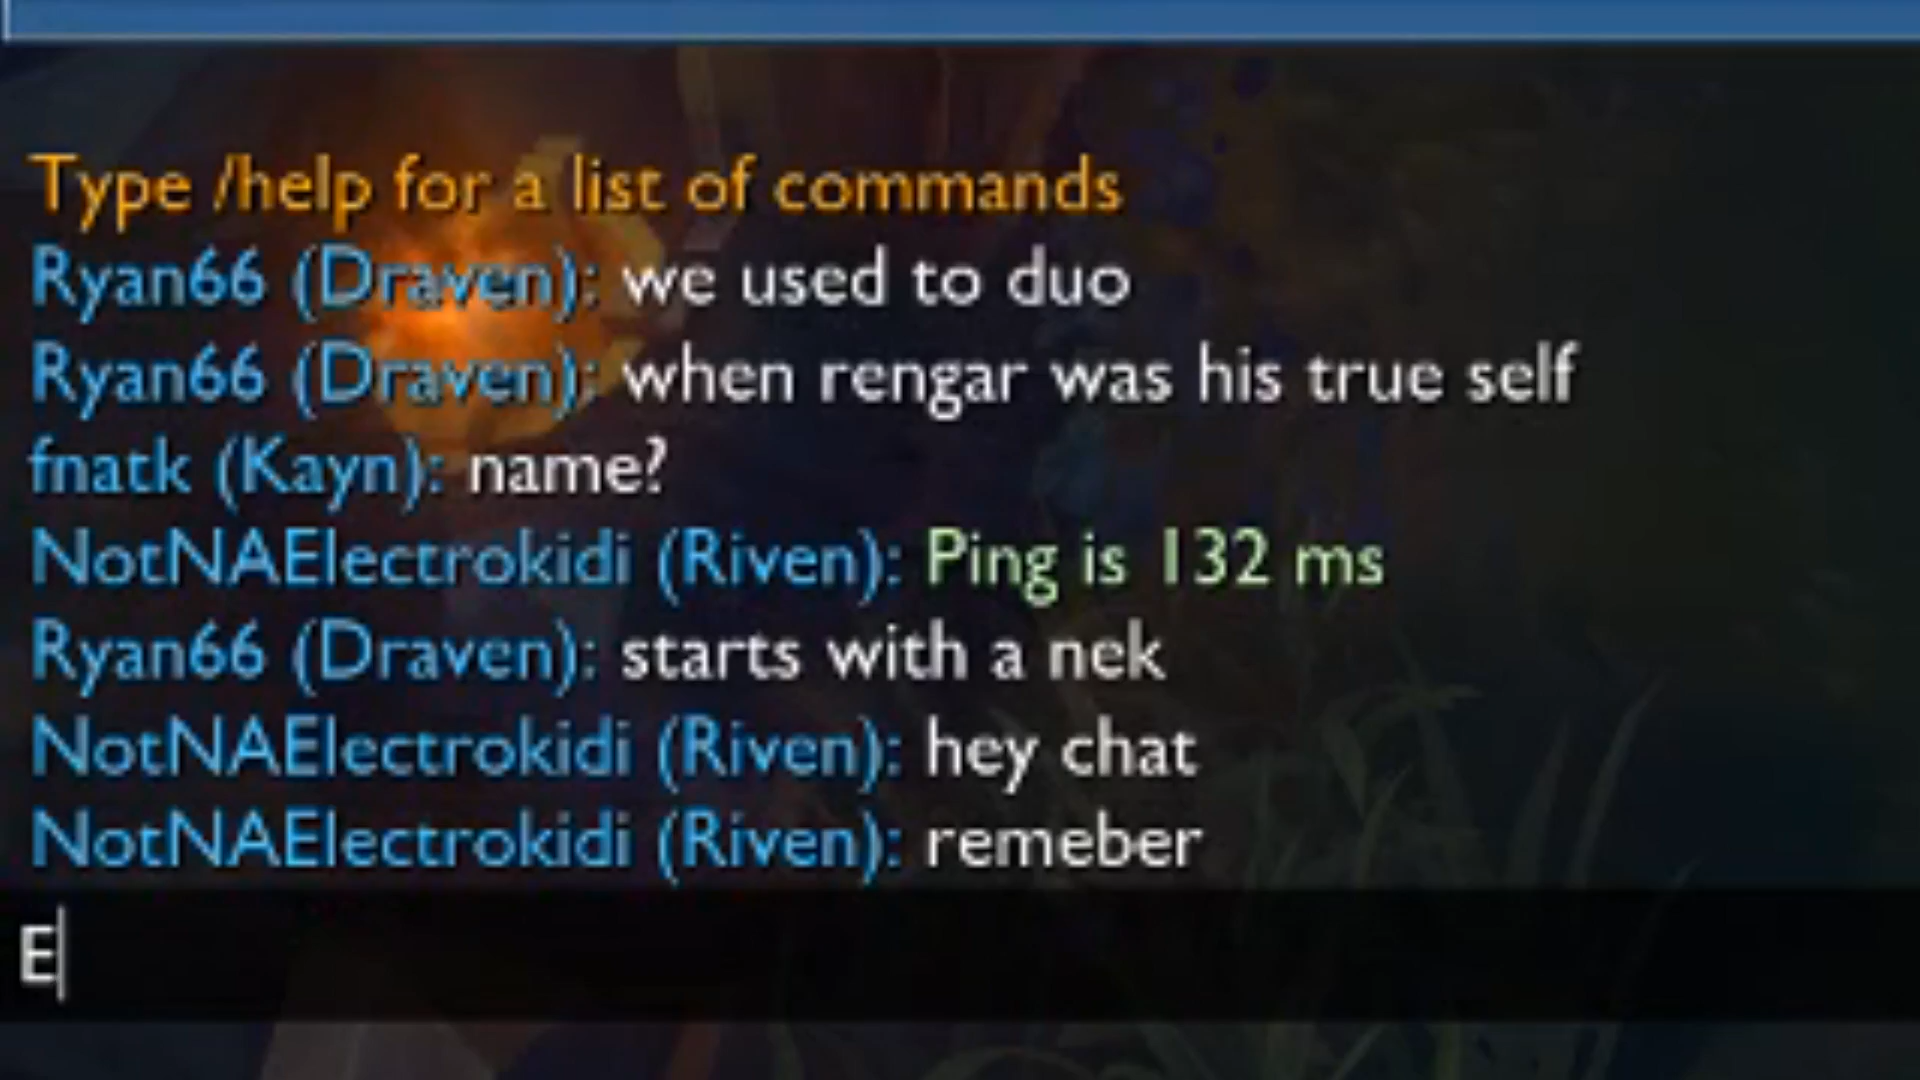 Type /help for a list of commands
Ryan66 (Draven): we used to duo
Ryan66 (Draven): when rengar was his true self
fnatk (Kayn): name?
NotNAElectrokidi (Riven): Ping is 132 ms
Ryan66 (Draven): starts with a nek
NotNAElectrokidi (Riven): hey chat
NotNAElectrokidi (Riven): remeber
E